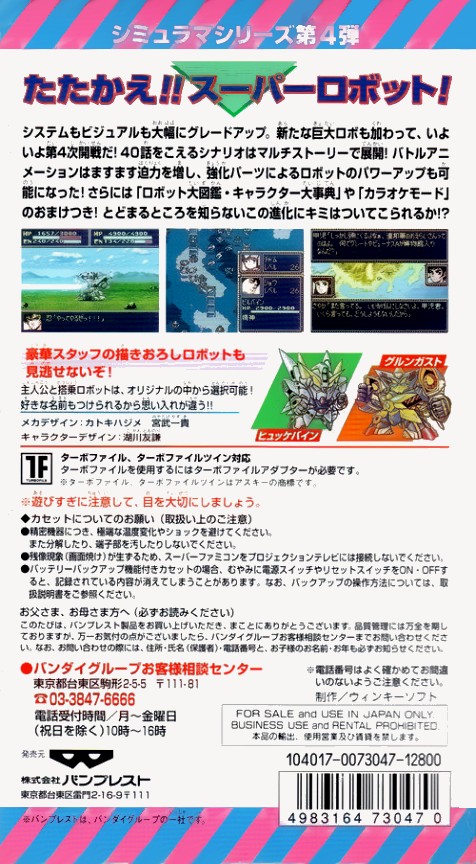 シミュラマシリーズ第4弾
たたかえ!!スーパーロボット!
システムもビジュアルも大幅にグレードアップ。新たな巨大ロボも加わって、いよ
いよ第4次開戦だ!40話をこえるシナリオはマルチストーリーで展開!バトルアニ
メーションはますます迫力を増し、強化パーツによるロボットのパワーアップも可
能になった!さらには「ロボット大図鑑・キャラクター大事典」や「カラオケモード」
のおまけつき!とどまるところを知らないこの進化にキミはついてこられるか!?
豪華スタッフの描きおろしロボットも
見逃せないぞ!
主人公と搭乗ロボットは、オリジナルの中から選択可能!
好きな名前もつけられるから思い入れが違う!!
メカデザイン:カトキハジメ 宮武一貴
キャラクターデザイン:湖川友謙
ヒュッケバイン
グルンガスト
TF
ターボファイル、ターボファイルツイン対応
ターボファイルを使用するにはターボファイルアダプターが必要です。
※ターボファイル、ターボファイルツインはアスキーの商標です。
※遊びすぎに注意して、目を大切にしましょう。
◆カセットについてのお願い(取扱い上のご注意)
●精密機器につき、極端な温度変化やショックを避けてください。
また分解したり、端子部を汚したりしないでください。
●残像現象(画面焼け)が生ずるため、スーパーファミコンをプロジェクションテレビには接続しないでください。
●バッテリーバックアップ機能付きカセットの場合、むやみに電源スイッチやリセットスイッチをON・OFFす
ると、記録されている内容が消えてしまうことがあります。なお、バックアップの操作方法については、取
扱説明書をご参照ください。
お父さま、お母さま方へ(必ずお読みください)
このたびは、バンプレスト製品をお買い上げいただき、まことにありがとうございます。品質管理には万全を期し
ておりますが、万一お気付の点がございましたら、バンダイグループお客様相談センターまでお問い合わせくださ
い。なお、お問い合わせの際には、住所・氏名(保護者)・電話番号と、お子様のお名前・お年も必ずお知らせください。
●バンダイグループお客様相談センター
東京都台東区駒形2-5-5 〒111-81
☎03-3847-6666
電話受付時間/月〜金曜日
(祝日を除く)10時〜16時
※電話番号はよく確かめてお間違
いのないようご注意ください。
制作/ウィンキーソフト
FOR SALE and USE IN JAPAN ONLY
BUSINESS USE and RENTAL PROHIBITED.
本品の輸出、使用営業及び賃貸を禁じます。
発売元
株式会社バンプレスト
東京都台東区雷門2-16-9〒111
104017-0073047-12800
4983164730470
※バンプレストは、バンダイグループの一社です。